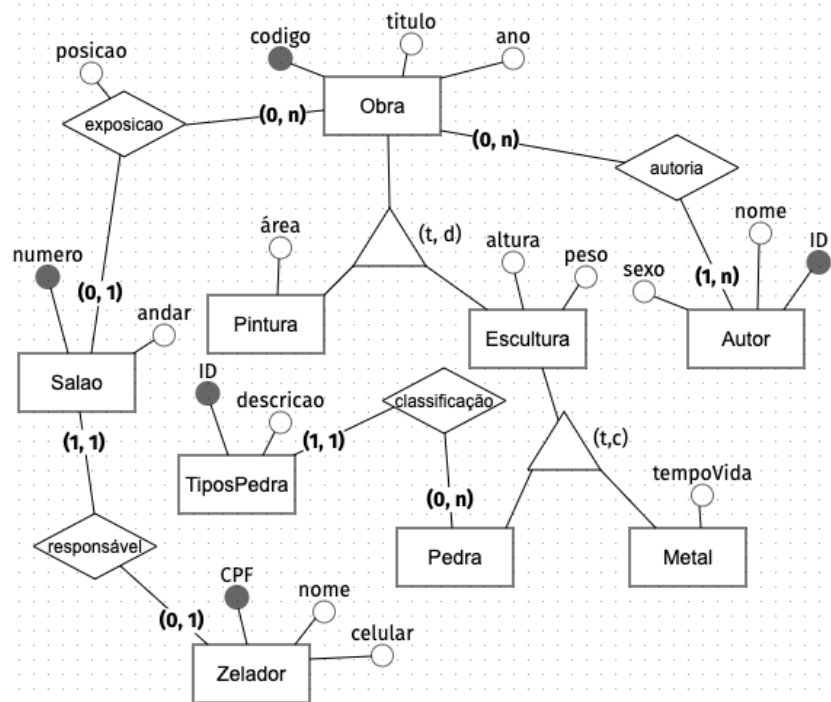 titulo
codigo
ano
posicao
Obra
(0, n)
exposicao
(0, n)
autoria
nome
ID
área
(t, d)
altura
numero
peso
sexo
(1, n)
(0, 1)
andar
Pintura
Escultura
Autor
Salao
ID
descricao
classificação
(1, 1)
(1, 1)
(t,c)
tempoVida
TiposPedra
(0, n)
responsável
Pedra
Metal
CPF
nome
(0, 1)
celular
Zelador